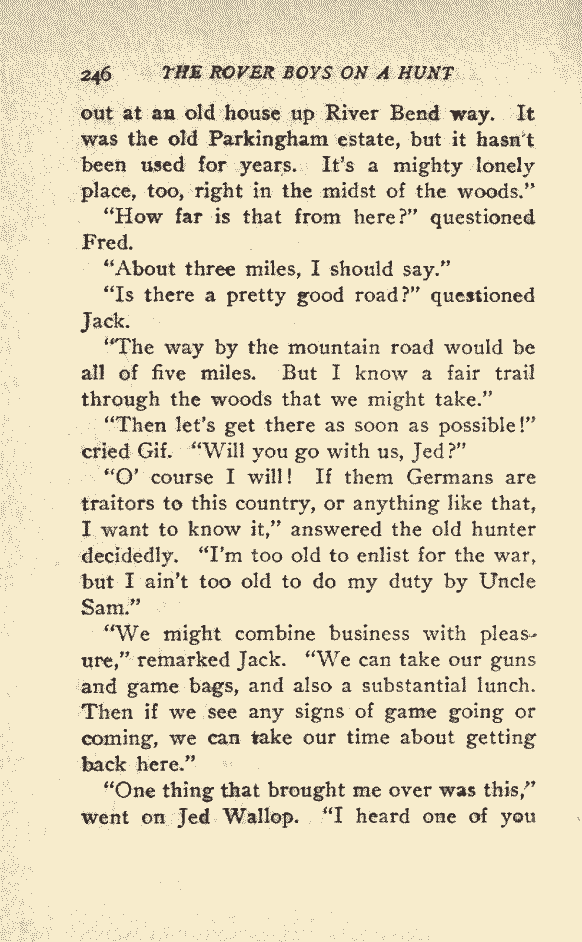 246 THE ROVER BOYS ON A HUNT
out at an old house up River Bend way. It
was the old Parkingham estate, but it hasn't
been used for years. It's a mighty lonely
place, too, right in the midst of the woods."
"How far is that from here?" questioned
Fred.
"About three miles, I should say."
"Is there a pretty good road?" questioned
Jack.
"The way by the mountain road would be
all of five miles. But I know a fair trail
through the woods that we might take."
"Then let's get there as soon as possible!"
cried Gif. "Will you go with us, Jed?"
"O' course I will! If them Germans are
traitors to this country, or anything like that,
I want to know it," answered the old hunter
decidedly. "I'm too old to enlist for the war,
but I ain't too old to do my duty by Uncle
Sam."
"We might combine business with pleas-
ure," remarked Jack. "We can take our guns
and game bags, and also a substantial lunch.
Then if we see any signs of game going or
coming, we can take our time about getting
back here."
"One thing that brought me over was this,"
went on Jed Wallop. "I heard one of you